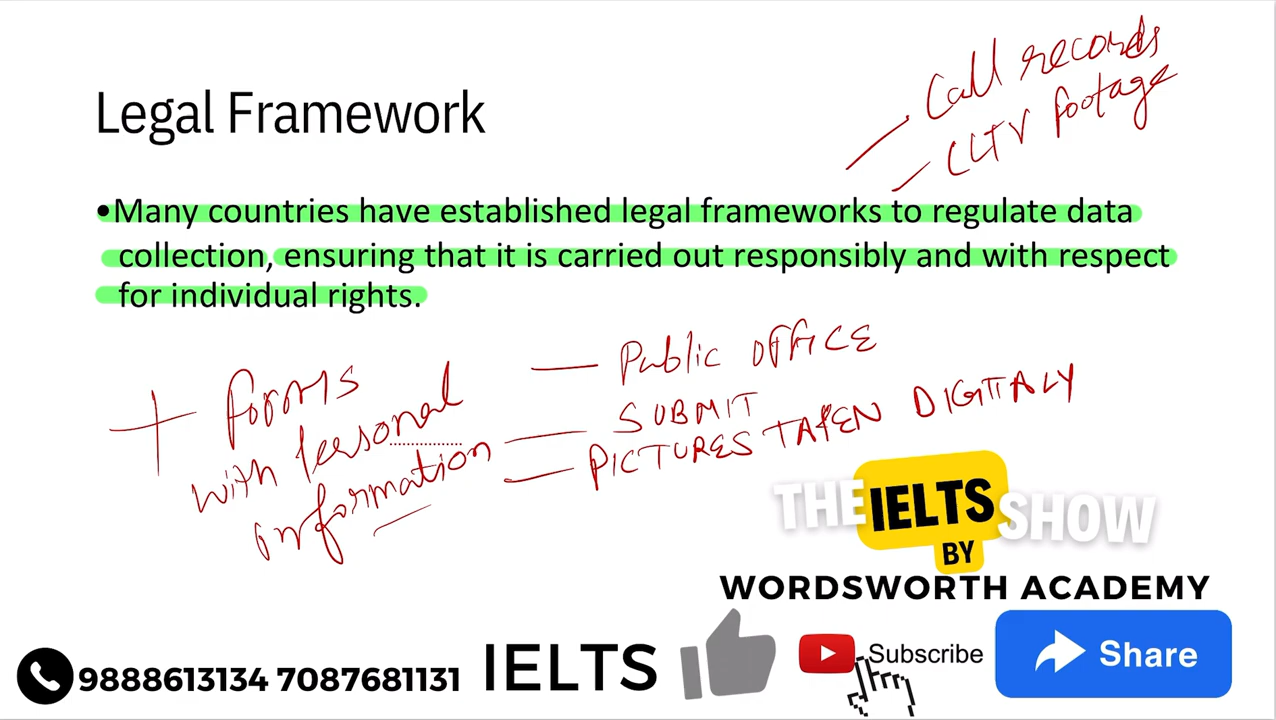 Call records
CCTV footage
Legal Framework
•Many countries have established legal frameworks to regulate data
collection, ensuring that it is carried out responsibly and with respect
for individual rights.
+ forms
with personal
information
— Public OFFICE
— SUBMIT
— PICTURES TAKEN DIGITALY
THE IELTS SHOW
BY
WORDSWORTH ACADEMY
9888613134 7087681131
IELTS
Subscribe
Share